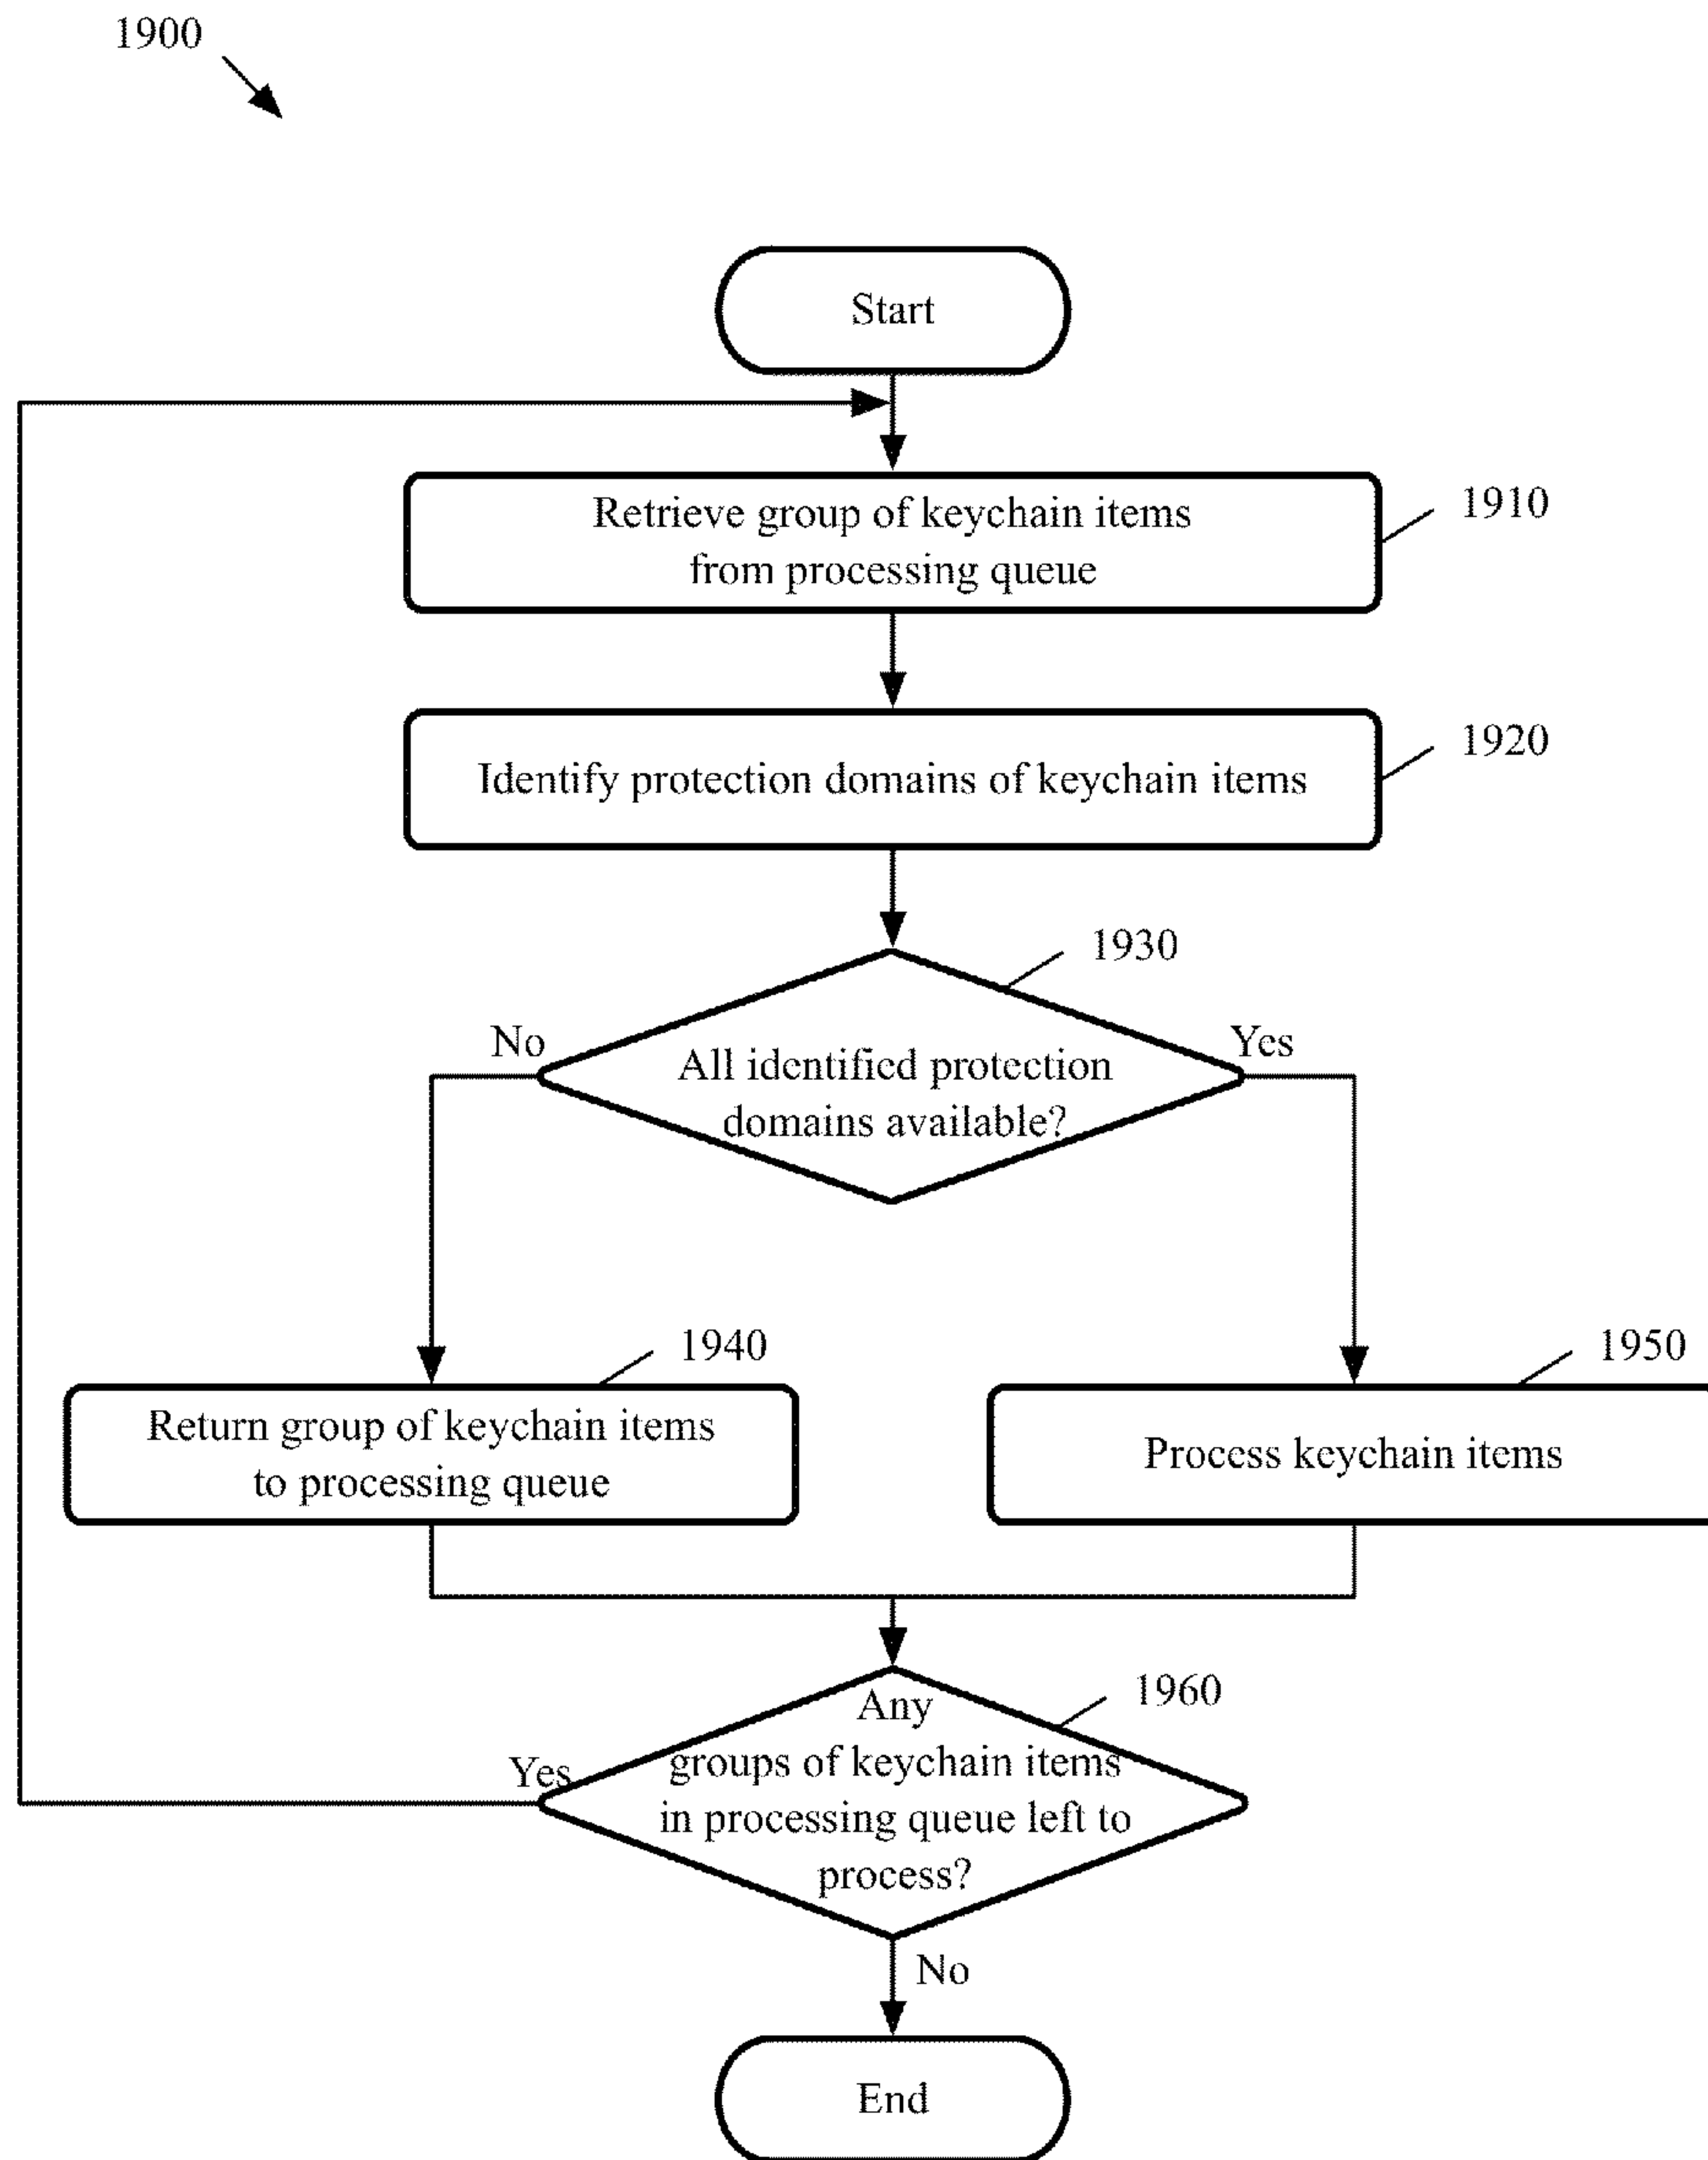 1900
Start
Retrieve group of keychain items
from processing queue
1910
Identify protection domains of keychain items
1920
1930
No
Yes
All identified protection
domains available?
1940
1950
Return group of keychain items
to processing queue
Process keychain items
1960
Any
groups of keychain items
in processing queue left to
process?
Yes
No
End